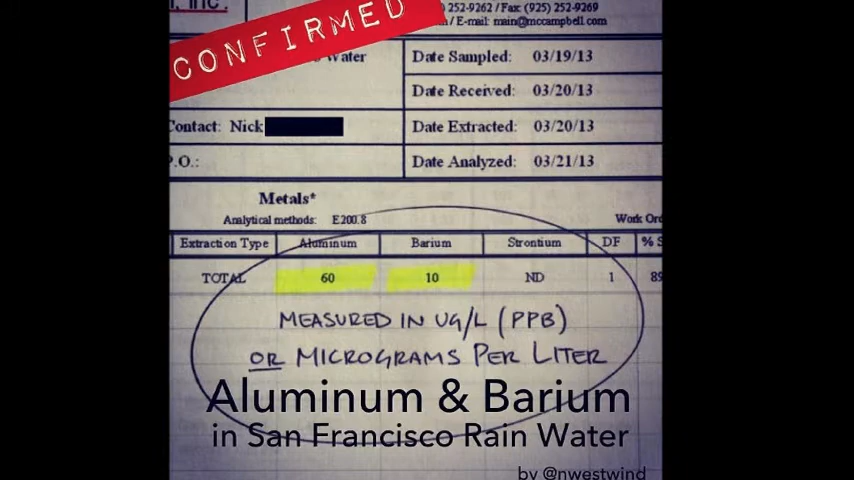 , INC.
252-9262 / Fax: (925) 252-9269
/ E-mail: main@mccampbell.com
CONFIRMED
Water
Date Sampled: 03/19/13
Date Received: 03/20/13
Contact: Nick
Date Extracted: 03/20/13
P.O.:
Date Analyzed: 03/21/13
Metals*
Analytical methods: E200.8
Work Ord
Extraction Type Aluminum Barium Strontium DF % S
TOTAL 60 10 ND 1 89
MEASURED IN UG/L (PPB)
OR MICROGRAMS PER LITER
Aluminum & Barium
in San Francisco Rain Water
by @nwestwind